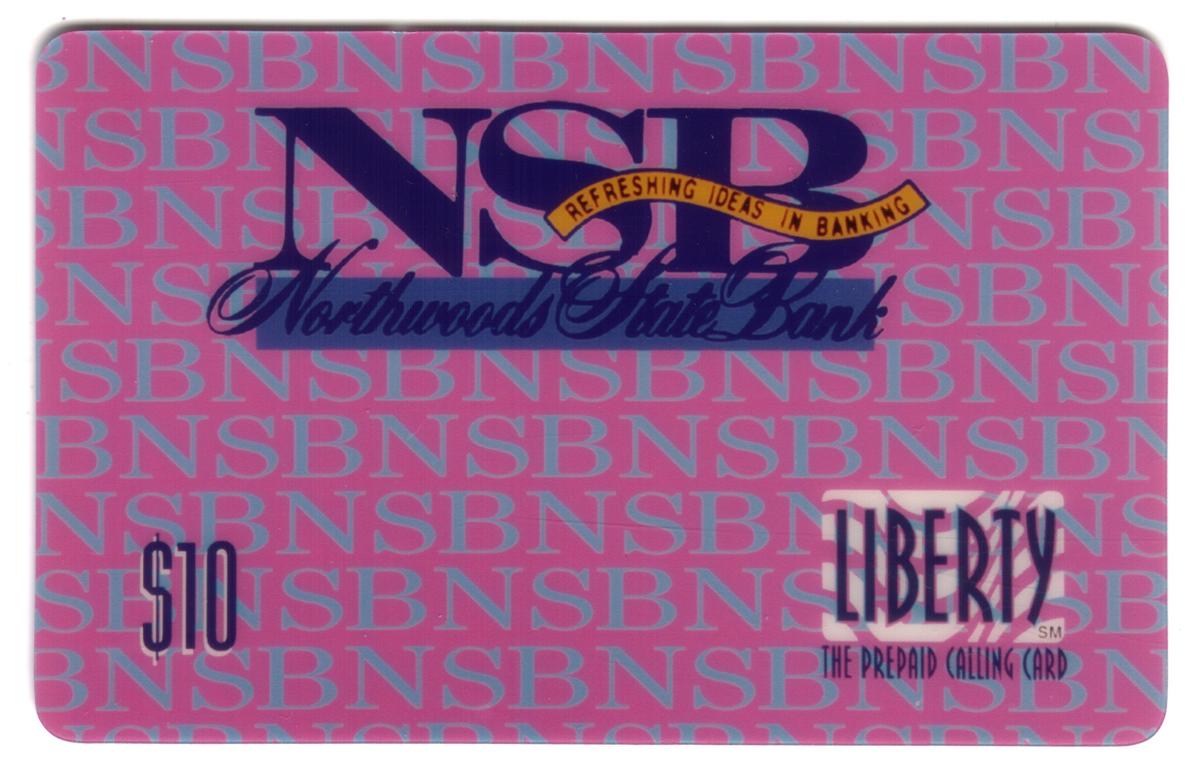 NSB
REFRESHING IDEAS IN BANKING
Northwoods State Bank
$10
LIBERTY
SM
THE PREPAID CALLING CARD